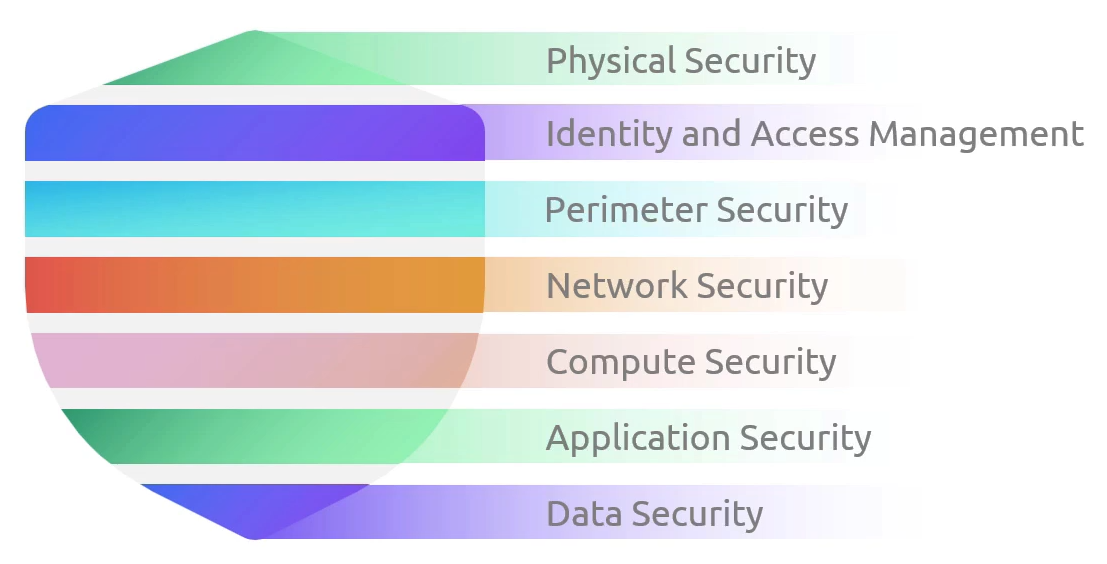 Physical Security
Identity and Access Management
Perimeter Security
Network Security
Compute Security
Application Security
Data Security